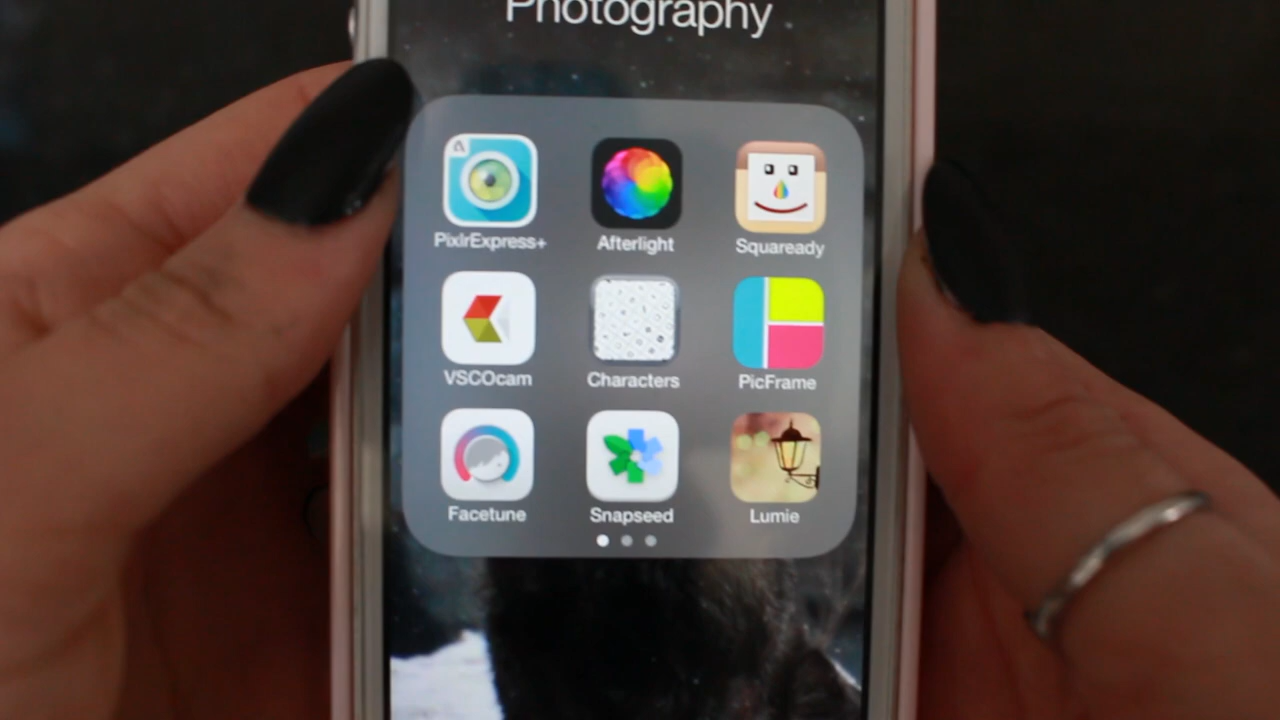 Photography
PixlrExpress+
Afterlight
Squaready
VSCOcam
Characters
PicFrame
Facetune
Snapseed
Lumie